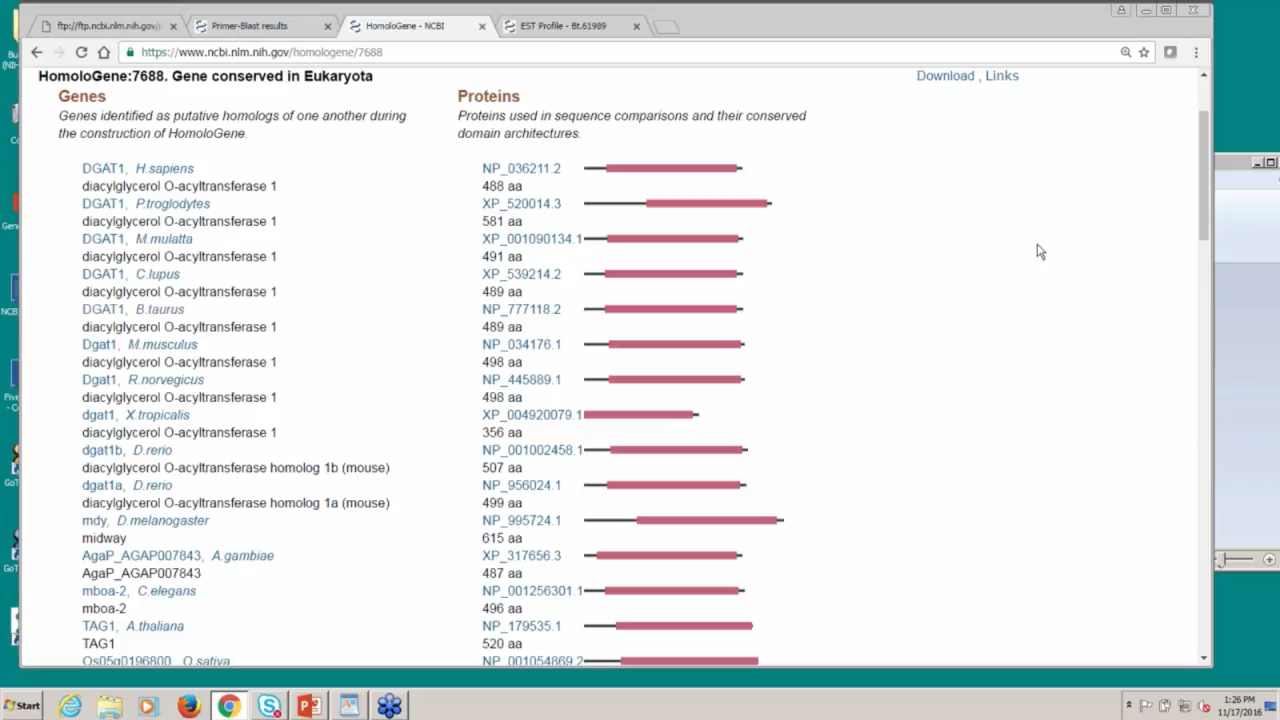 ftp://ftp.ncbi.nlm.nih.gov/
Primer-Blast results
HomoloGene - NCBI
EST Profile - Bt.61989
https://www.ncbi.nlm.nih.gov/homologene/7688
HomoloGene:7688. Gene conserved in Eukaryota
Download , Links
Genes
Proteins
Genes identified as putative homologs of one another during the construction of HomoloGene.
Proteins used in sequence comparisons and their conserved domain architectures.
DGAT1, H.sapiens NP_036211.2
diacylglycerol O-acyltransferase 1 488 aa
DGAT1, P.troglodytes XP_520014.3
diacylglycerol O-acyltransferase 1 581 aa
DGAT1, M.mulatta XP_001090134.1
diacylglycerol O-acyltransferase 1 491 aa
DGAT1, C.lupus XP_539214.2
diacylglycerol O-acyltransferase 1 489 aa
DGAT1, B.taurus NP_777118.2
diacylglycerol O-acyltransferase 1 489 aa
Dgat1, M.musculus NP_034176.1
diacylglycerol O-acyltransferase 1 498 aa
Dgat1, R.norvegicus NP_445889.1
diacylglycerol O-acyltransferase 1 498 aa
dgat1, X.tropicalis XP_004920079.1
diacylglycerol O-acyltransferase 1 356 aa
dgat1b, D.rerio NP_001002458.1
diacylglycerol O-acyltransferase homolog 1b (mouse) 507 aa
dgat1a, D.rerio NP_956024.1
diacylglycerol O-acyltransferase homolog 1a (mouse) 499 aa
mdy, D.melanogaster NP_995724.1
midway 615 aa
AgaP_AGAP007843, A.gambiae XP_317656.3
AgaP_AGAP007843 487 aa
mboa-2, C.elegans NP_001256301.1
mboa-2 496 aa
TAG1, A.thaliana NP_179535.1
TAG1 520 aa
Os05g0196800, O.sativa NP_001054869.2
Start
1:26 PM
11/17/2016